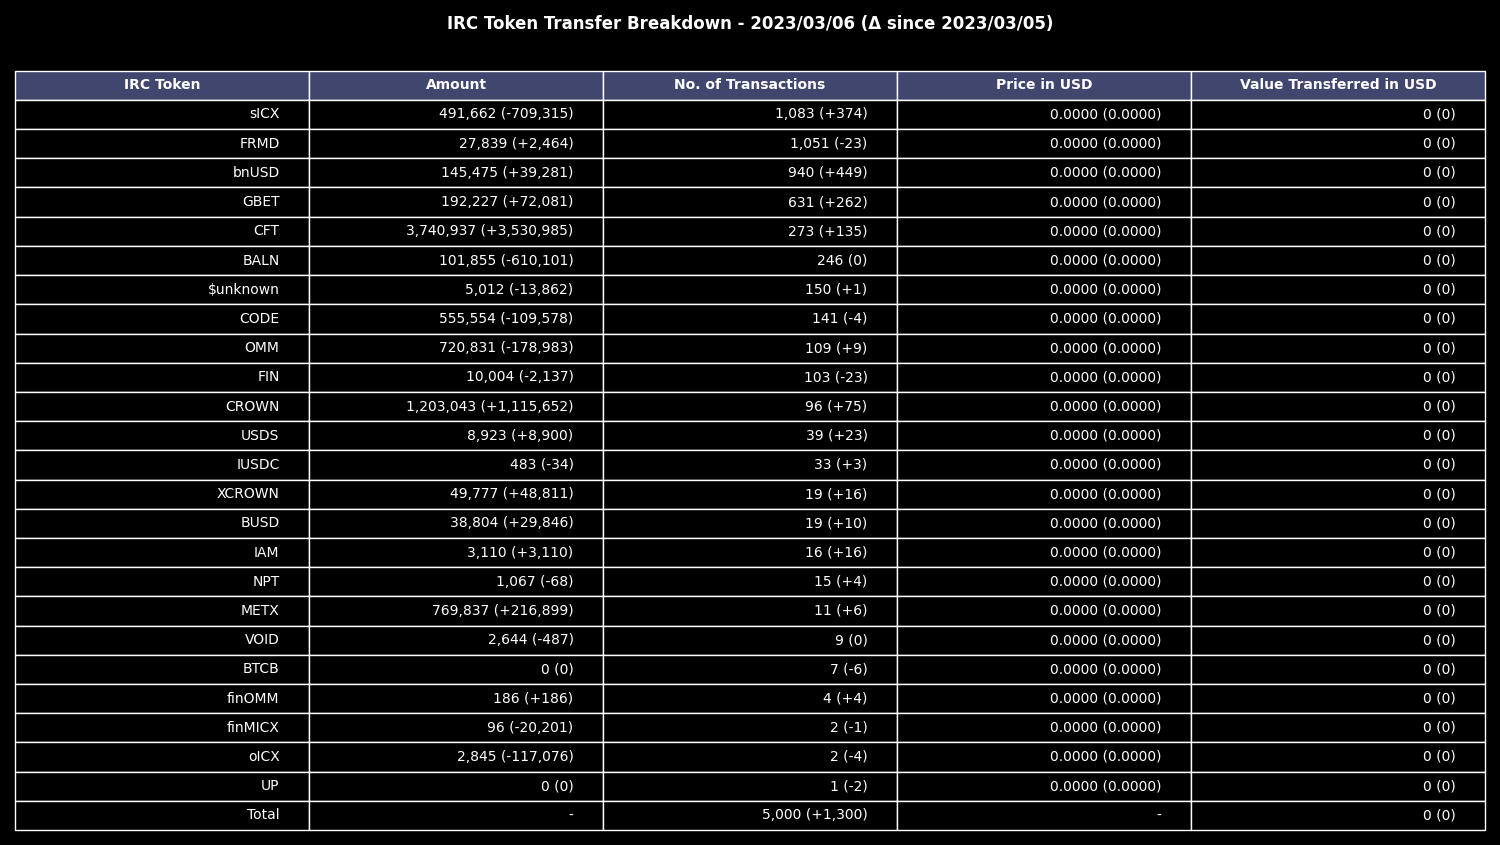 IRC Token Transfer Breakdown - 2023/03/06 (Δ since 2023/03/05)
IRC Token Amount No. of Transactions Price in USD Value Transferred in USD
sICX 491,662 (-709,315) 1,083 (+374) 0.0000 (0.0000) 0 (0)
FRMD 27,839 (+2,464) 1,051 (-23) 0.0000 (0.0000) 0 (0)
bnUSD 145,475 (+39,281) 940 (+449) 0.0000 (0.0000) 0 (0)
GBET 192,227 (+72,081) 631 (+262) 0.0000 (0.0000) 0 (0)
CFT 3,740,937 (+3,530,985) 273 (+135) 0.0000 (0.0000) 0 (0)
BALN 101,855 (-610,101) 246 (0) 0.0000 (0.0000) 0 (0)
$unknown 5,012 (-13,862) 150 (+1) 0.0000 (0.0000) 0 (0)
CODE 555,554 (-109,578) 141 (-4) 0.0000 (0.0000) 0 (0)
OMM 720,831 (-178,983) 109 (+9) 0.0000 (0.0000) 0 (0)
FIN 10,004 (-2,137) 103 (-23) 0.0000 (0.0000) 0 (0)
CROWN 1,203,043 (+1,115,652) 96 (+75) 0.0000 (0.0000) 0 (0)
USDS 8,923 (+8,900) 39 (+23) 0.0000 (0.0000) 0 (0)
IUSDC 483 (-34) 33 (+3) 0.0000 (0.0000) 0 (0)
XCROWN 49,777 (+48,811) 19 (+16) 0.0000 (0.0000) 0 (0)
BUSD 38,804 (+29,846) 19 (+10) 0.0000 (0.0000) 0 (0)
IAM 3,110 (+3,110) 16 (+16) 0.0000 (0.0000) 0 (0)
NPT 1,067 (-68) 15 (+4) 0.0000 (0.0000) 0 (0)
METX 769,837 (+216,899) 11 (+6) 0.0000 (0.0000) 0 (0)
VOID 2,644 (-487) 9 (0) 0.0000 (0.0000) 0 (0)
BTCB 0 (0) 7 (-6) 0.0000 (0.0000) 0 (0)
finOMM 186 (+186) 4 (+4) 0.0000 (0.0000) 0 (0)
finMICX 96 (-20,201) 2 (-1) 0.0000 (0.0000) 0 (0)
oICX 2,845 (-117,076) 2 (-4) 0.0000 (0.0000) 0 (0)
UP 0 (0) 1 (-2) 0.0000 (0.0000) 0 (0)
Total - 5,000 (+1,300) - 0 (0)